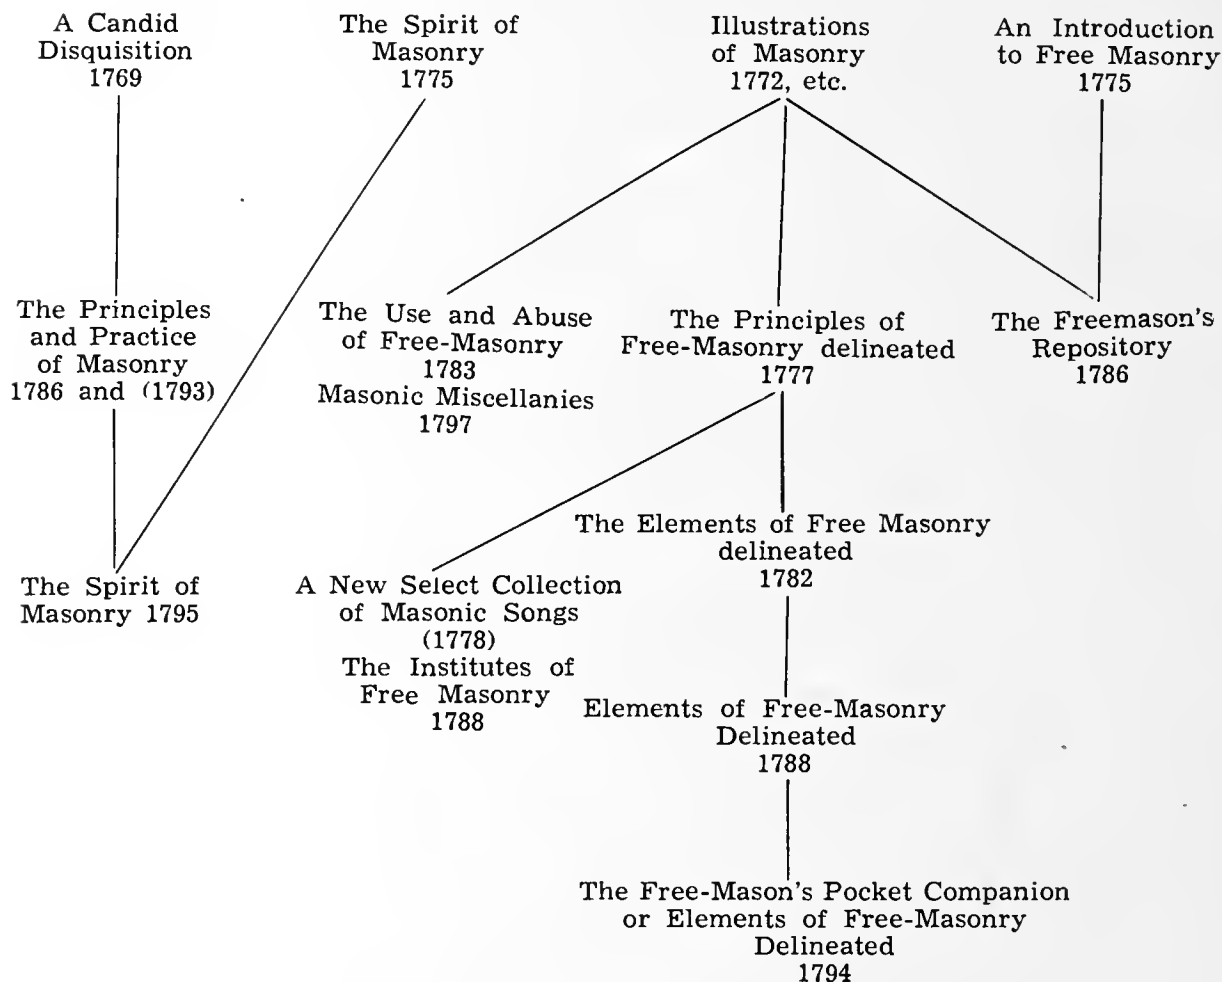 A Candid
Disquisition
1769
The Spirit of
Masonry
1775
Illustrations
of Masonry
1772, etc.
An Introduction
to Free Masonry
1775
The Principles
and Practice
of Masonry
1786 and (1793)
The Use and Abuse
of Free-Masonry
1783
Masonic Miscellanies
1797
The Principles of
Free-Masonry delineated
1777
The Freemason's
Repository
1786
The Spirit of
Masonry 1795
A New Select Collection
of Masonic Songs
(1778)
The Institutes of
Free Masonry
1788
The Elements of Free Masonry
delineated
1782
Elements of Free-Masonry
Delineated
1788
The Free-Mason's Pocket Companion
or Elements of Free-Masonry
Delineated
1794